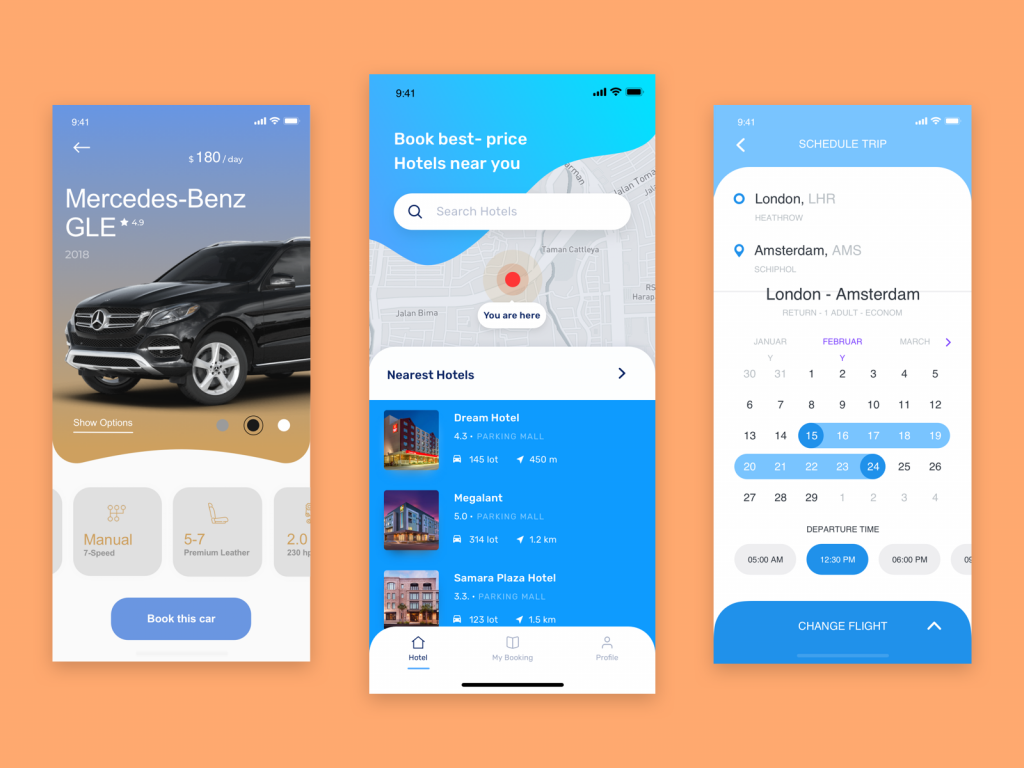 9:41
$ 180 / day
Mercedes-Benz
GLE ★ 4.9
2018
Show Options
Manual
7-Speed
5-7
Premium Leather
2.0
230 hp
Book this car
9:41
Book best- price
Hotels near you
Search Hotels
Jalan Toma
Taman Cattleya
Jalan Bima
You are here
Nearest Hotels
Dream Hotel
4.3 • PARKING MALL
145 lot 450 m
Megalant
5.0 • PARKING MALL
314 lot 1.2 km
Samara Plaza Hotel
3.3. • PARKING MALL
123 lot 1.5 km
Hotel My Booking Profile
9:41
SCHEDULE TRIP
London, LHR
HEATHROW
Amsterdam, AMS
SCHIPHOL
London - Amsterdam
RETURN - 1 ADULT - ECONOM
JANUAR
Y
FEBRUAR
Y
MARCH
30 31 1 2 3 4 5
6 7 8 9 10 11 12
13 14 15 16 17 18 19
20 21 22 23 24 25 26
27 28 29 1 2 3 4
DEPARTURE TIME
05:00 AM 12:30 PM 06:00 PM
CHANGE FLIGHT